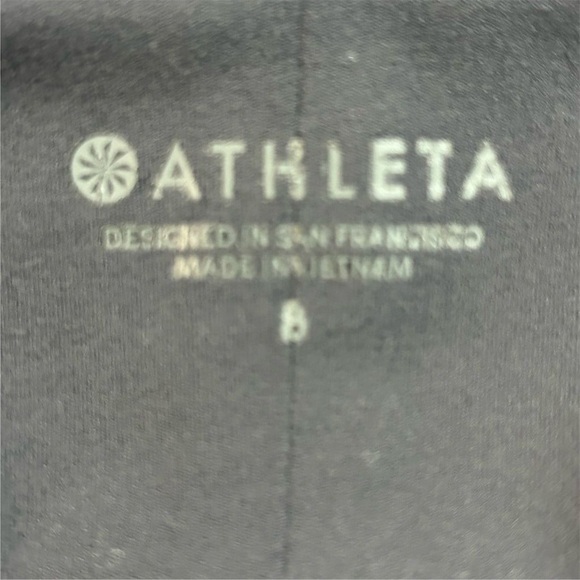 ATHLETA
DESIGNED IN SAN FRANCISCO
MADE IN VIETNAM
8